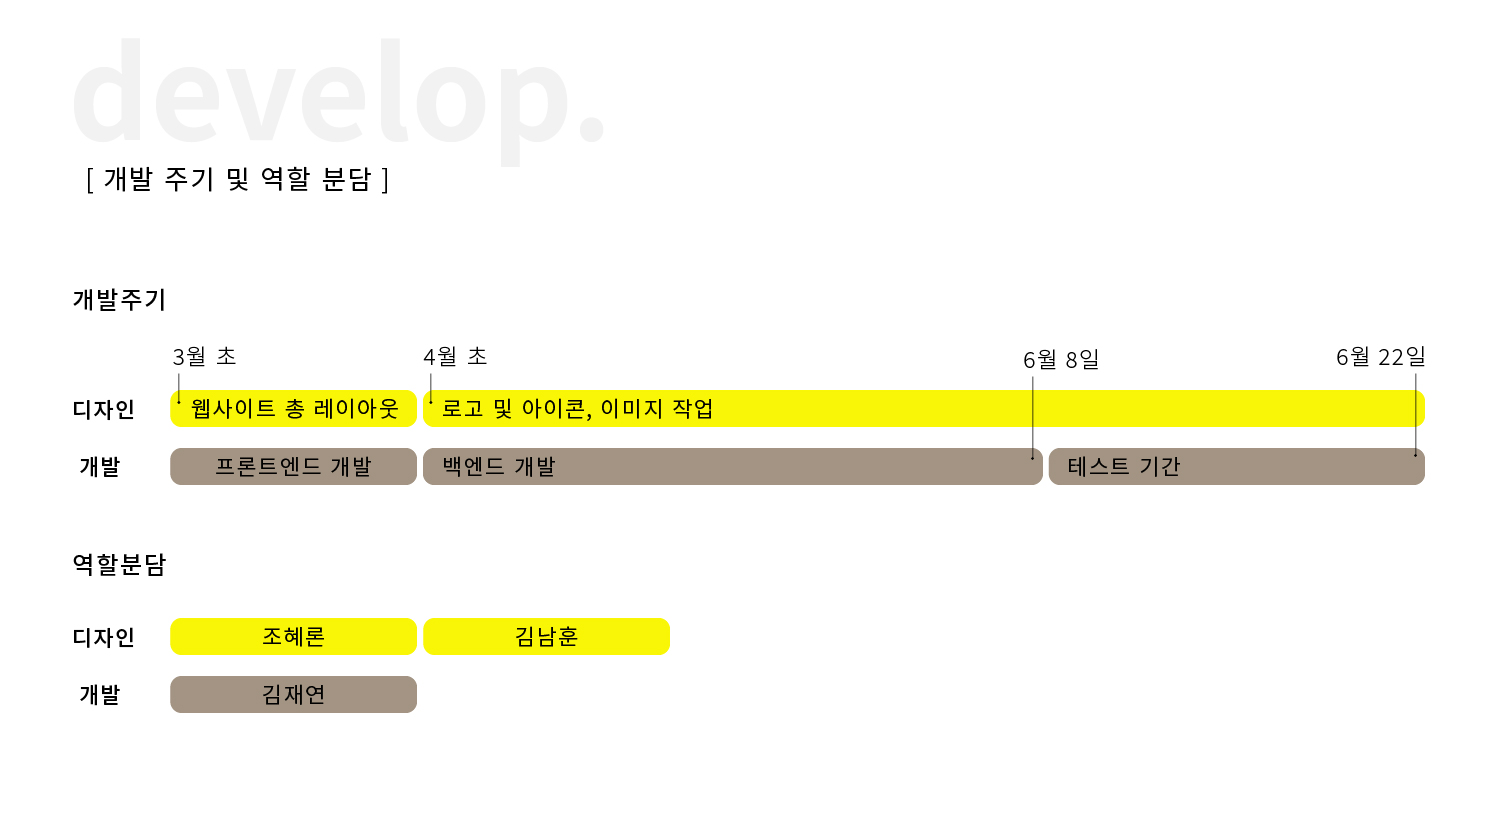 develop.
[ 개발 주기 및 역할 분담 ]
개발주기
3월 초 4월 초 6월 8일 6월 22일
디자인 웹사이트 총 레이아웃 로고 및 아이콘, 이미지 작업
개발 프론트엔드 개발 백엔드 개발 테스트 기간
역할분담
디자인 조혜론 김남훈
개발 김재연